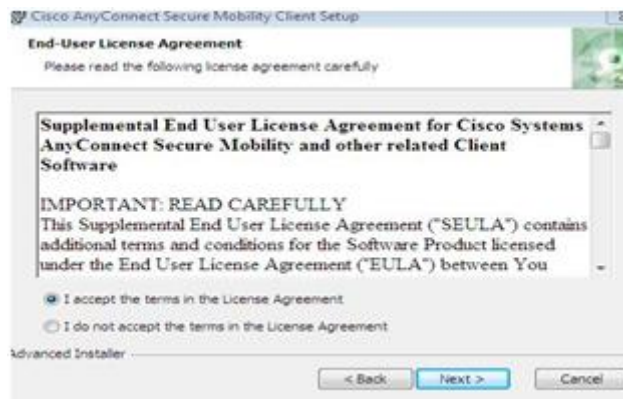 Cisco AnyConnect Secure Mobility Client Setup
End-User License Agreement
Please read the following license agreement carefully
Supplemental End User License Agreement for Cisco Systems
AnyConnect Secure Mobility and other related Client
Software
IMPORTANT: READ CAREFULLY
This Supplemental End User License Agreement ("SEULA") contains
additional terms and conditions for the Software Product licensed
under the End User License Agreement ("EULA") between You
I accept the terms in the License Agreement
I do not accept the terms in the License Agreement
Advanced Installer
< Back Next > Cancel